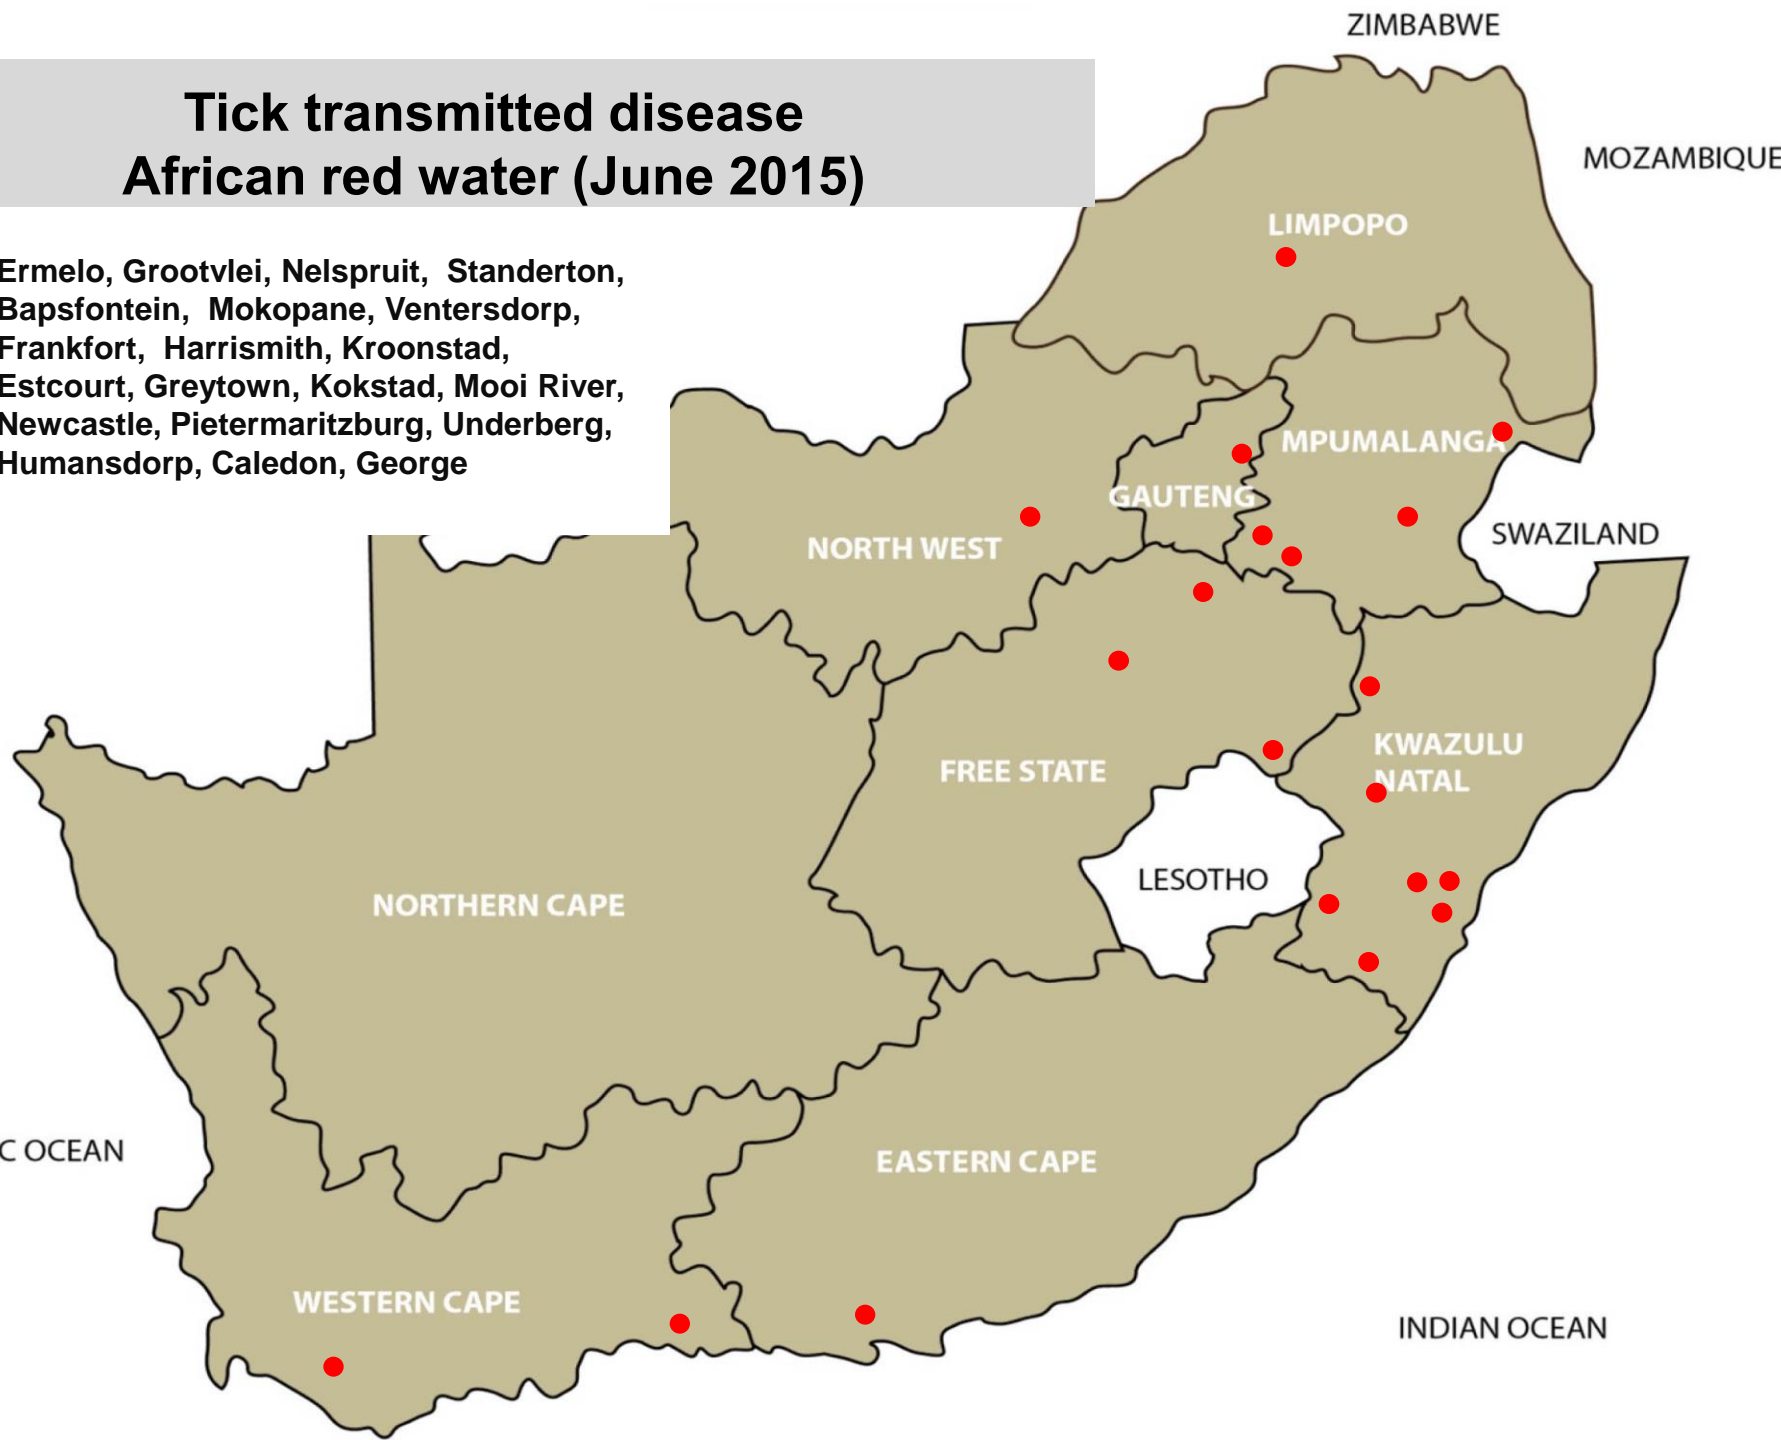 ZIMBABWE
Tick transmitted disease
African red water (June 2015)
MOZAMBIQUE
LIMPOPO
Ermelo, Grootvlei, Nelspruit, Standerton,
Bapsfontein, Mokopane, Ventersdorp,
Frankfort, Harrismith, Kroonstad,
Estcourt, Greytown, Kokstad, Mooi River,
Newcastle, Pietermaritzburg, Underberg,
Humansdorp, Caledon, George
MPUMALANGA
GAUTENG
SWAZILAND
NORTH WEST
KWAZULU
NATAL
FREE STATE
LESOTHO
NORTHERN CAPE
C OCEAN
EASTERN CAPE
WESTERN CAPE
INDIAN OCEAN